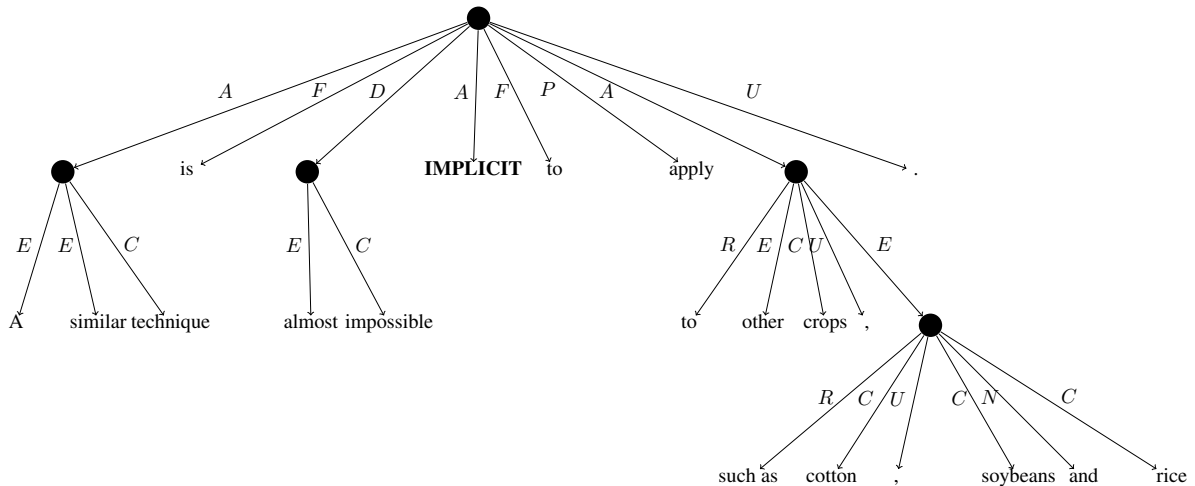 A F D A F P A U
is IMPLICIT to apply .
E E C E C R E C U E
A similar technique almost impossible to other crops ,
R C U C N C
such as cotton , soybeans and rice